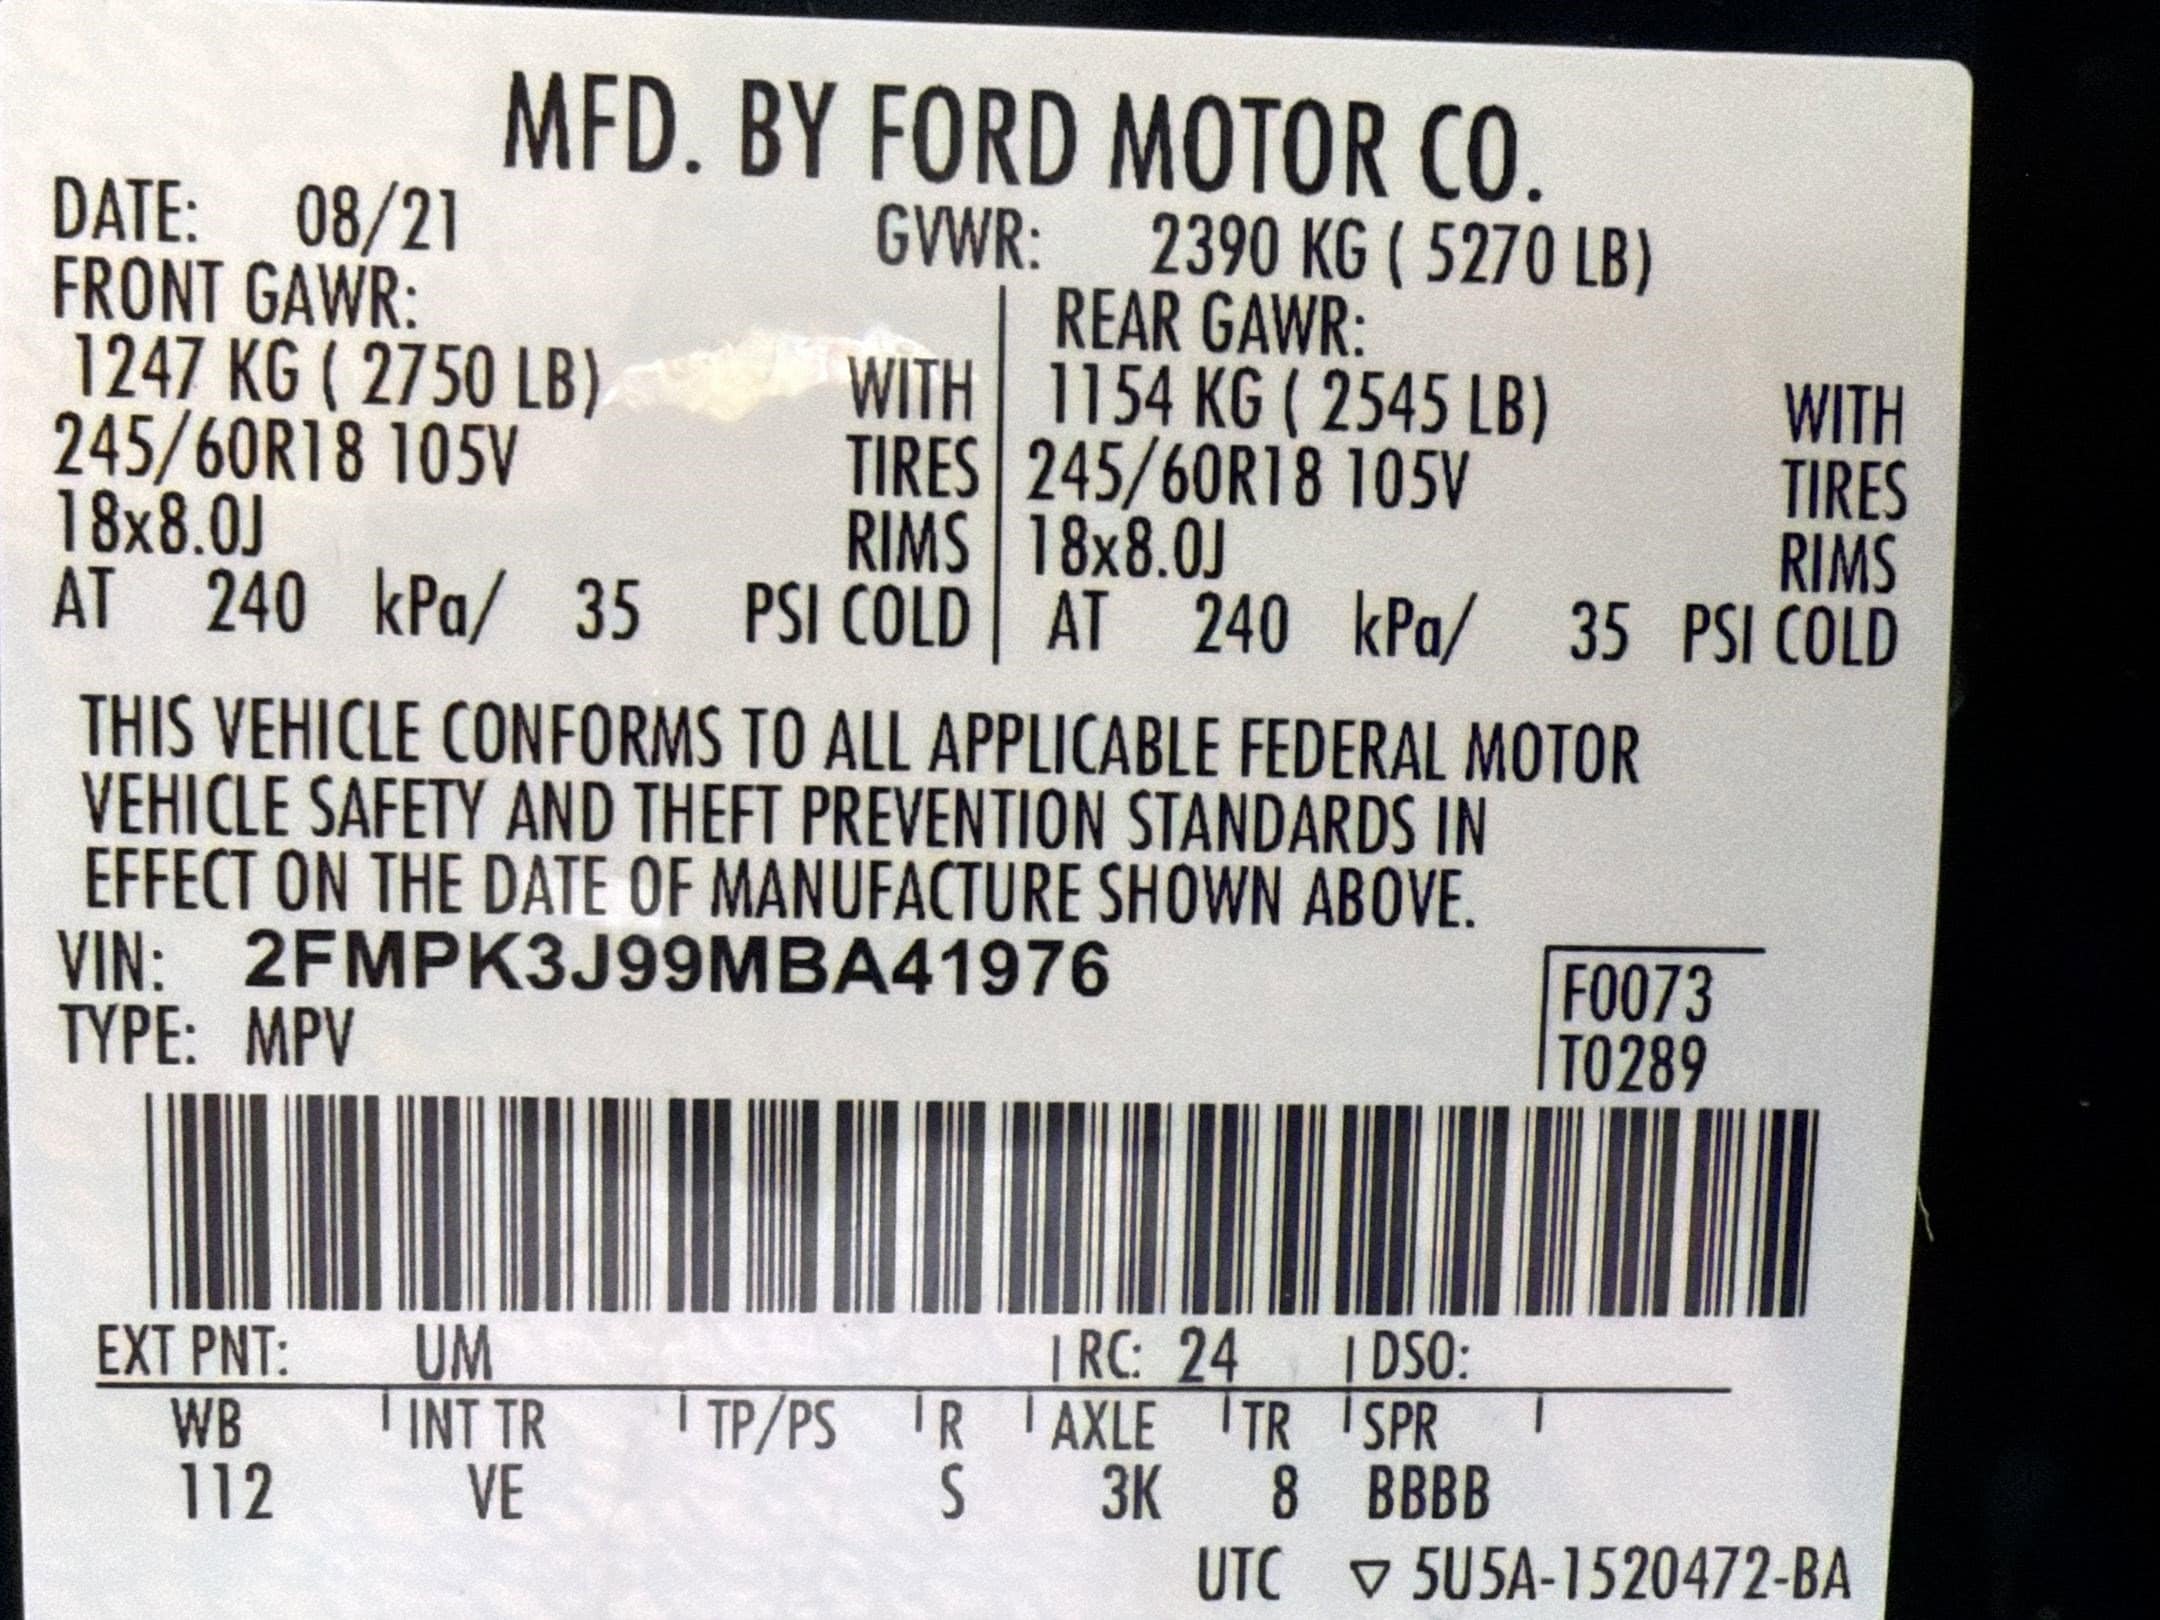 MFD. BY FORD MOTOR CO.
DATE: 08/21 GVWR: 2390 KG ( 5270 LB)
FRONT GAWR: REAR GAWR:
1247 KG ( 2750 LB) WITH 1154 KG ( 2545 LB) WITH
245/60R18 105V TIRES 245/60R18 105V TIRES
18x8.0J RIMS 18x8.0J RIMS
AT 240 kPa/ 35 PSI COLD AT 240 kPa/ 35 PSI COLD
THIS VEHICLE CONFORMS TO ALL APPLICABLE FEDERAL MOTOR
VEHICLE SAFETY AND THEFT PREVENTION STANDARDS IN
EFFECT ON THE DATE OF MANUFACTURE SHOWN ABOVE.
VIN: 2FMPK3J99MBA41976
F0073
TYPE: MPV
T0289
EXT PNT: UM RC: 24 DSO:
WB INT TR TP/PS R AXLE TR SPR
112 VE S 3K 8 BBBB
UTC ▽ 5U5A-1520472-BA